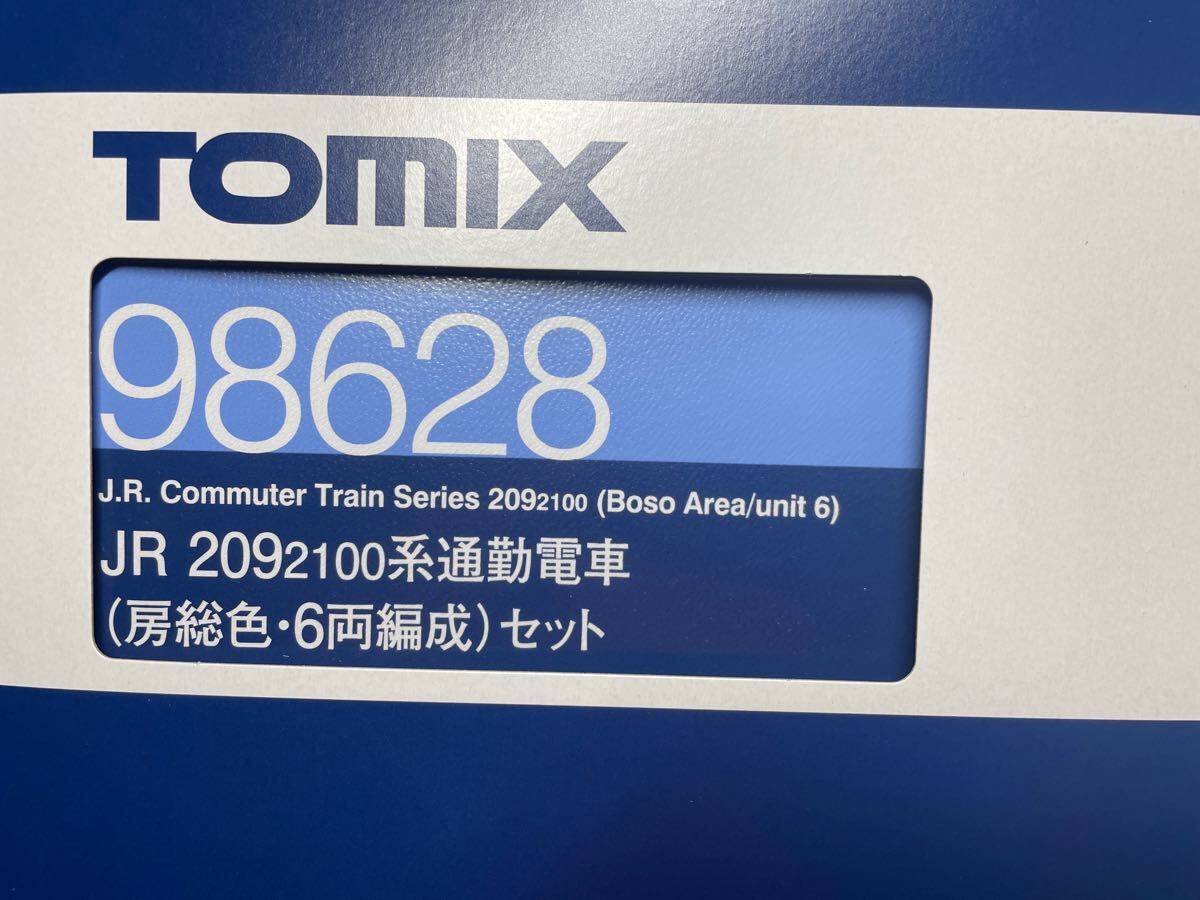 TOMIX
98628
J.R. Commuter Train Series 2092100 (Boso Area/unit 6)
JR 2092100系通勤電車
(房総色・6両編成)セット